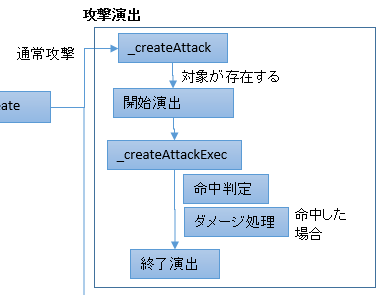 攻撃演出
通常攻撃
_createAttack
対象が存在する
eate
開始演出
_createAttackExec
命中判定
ダメージ処理
命中した
場合
終了演出